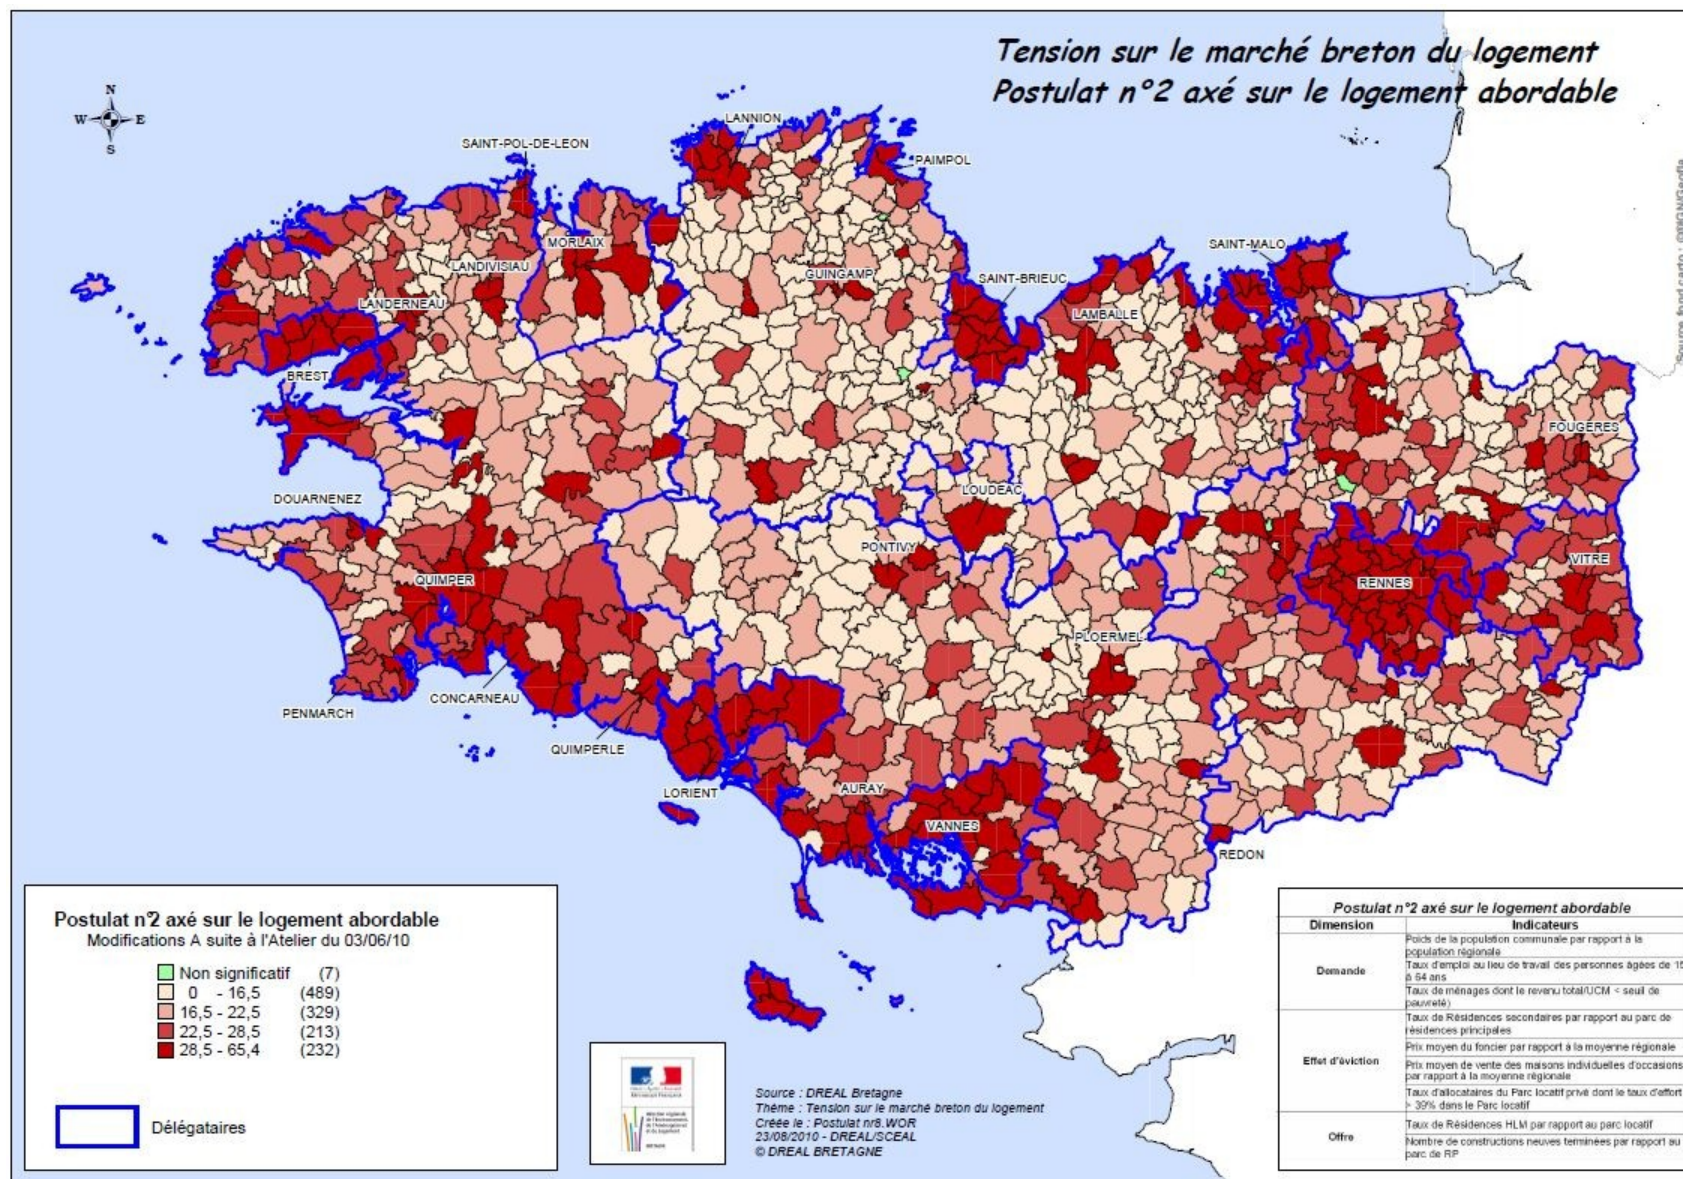 Tension sur le marché breton du logement
Postulat n°2 axé sur le logement abordable
N
W E
S
LANNION
SAINT-POL-DE-LEON
PAIMPOL
MORLAIX
SAINT-MALO
LANDIVISIAU
GUINGAMP
SAINT-BRIEUC
LANDERNEAU
LAMBALLE
BREST
FOUGERES
DOUARNENEZ
LOUDEAC
PONTIVY
VITRE
QUIMPER
RENNES
PLOERMEL
CONCARNEAU
PENMARCH
QUIMPERLE
LORIENT
AURAY
VANNES
REDON
Source fond carto : ©IGN/Geofla
Postulat n°2 axé sur le logement abordable
Modifications A suite à l'Atelier du 03/06/10
Non significatif (7)
0 - 16,5 (489)
16,5 - 22,5 (329)
22,5 - 28,5 (213)
28,5 - 65,4 (232)
Délégataires
Source : DREAL Bretagne
Thème : Tension sur le marché breton du logement
Créée le : Postulat nr8.WOR
23/08/2010 - DREAL/SCEAL
© DREAL BRETAGNE
Postulat n°2 axé sur le logement abordable
Dimension Indicateurs
Demande
Poids de la population communale par rapport à la
population régionale
Taux d'emploi au lieu de travail des personnes âgées de 15
à 64 ans
Taux de ménages dont le revenu total/UCM < seuil de
pauvreté)
Effet d'éviction
Taux de Résidences secondaires par rapport au parc de
résidences principales
Prix moyen du foncier par rapport à la moyenne régionale
Prix moyen de vente des maisons individuelles d'occasions
par rapport à la moyenne régionale
Taux d'allocataires du Parc locatif privé dont le taux d'effort
> 39% dans le Parc locatif
Offre
Taux de Résidences HLM par rapport au parc locatif
Nombre de constructions neuves terminées par rapport au
parc de RP